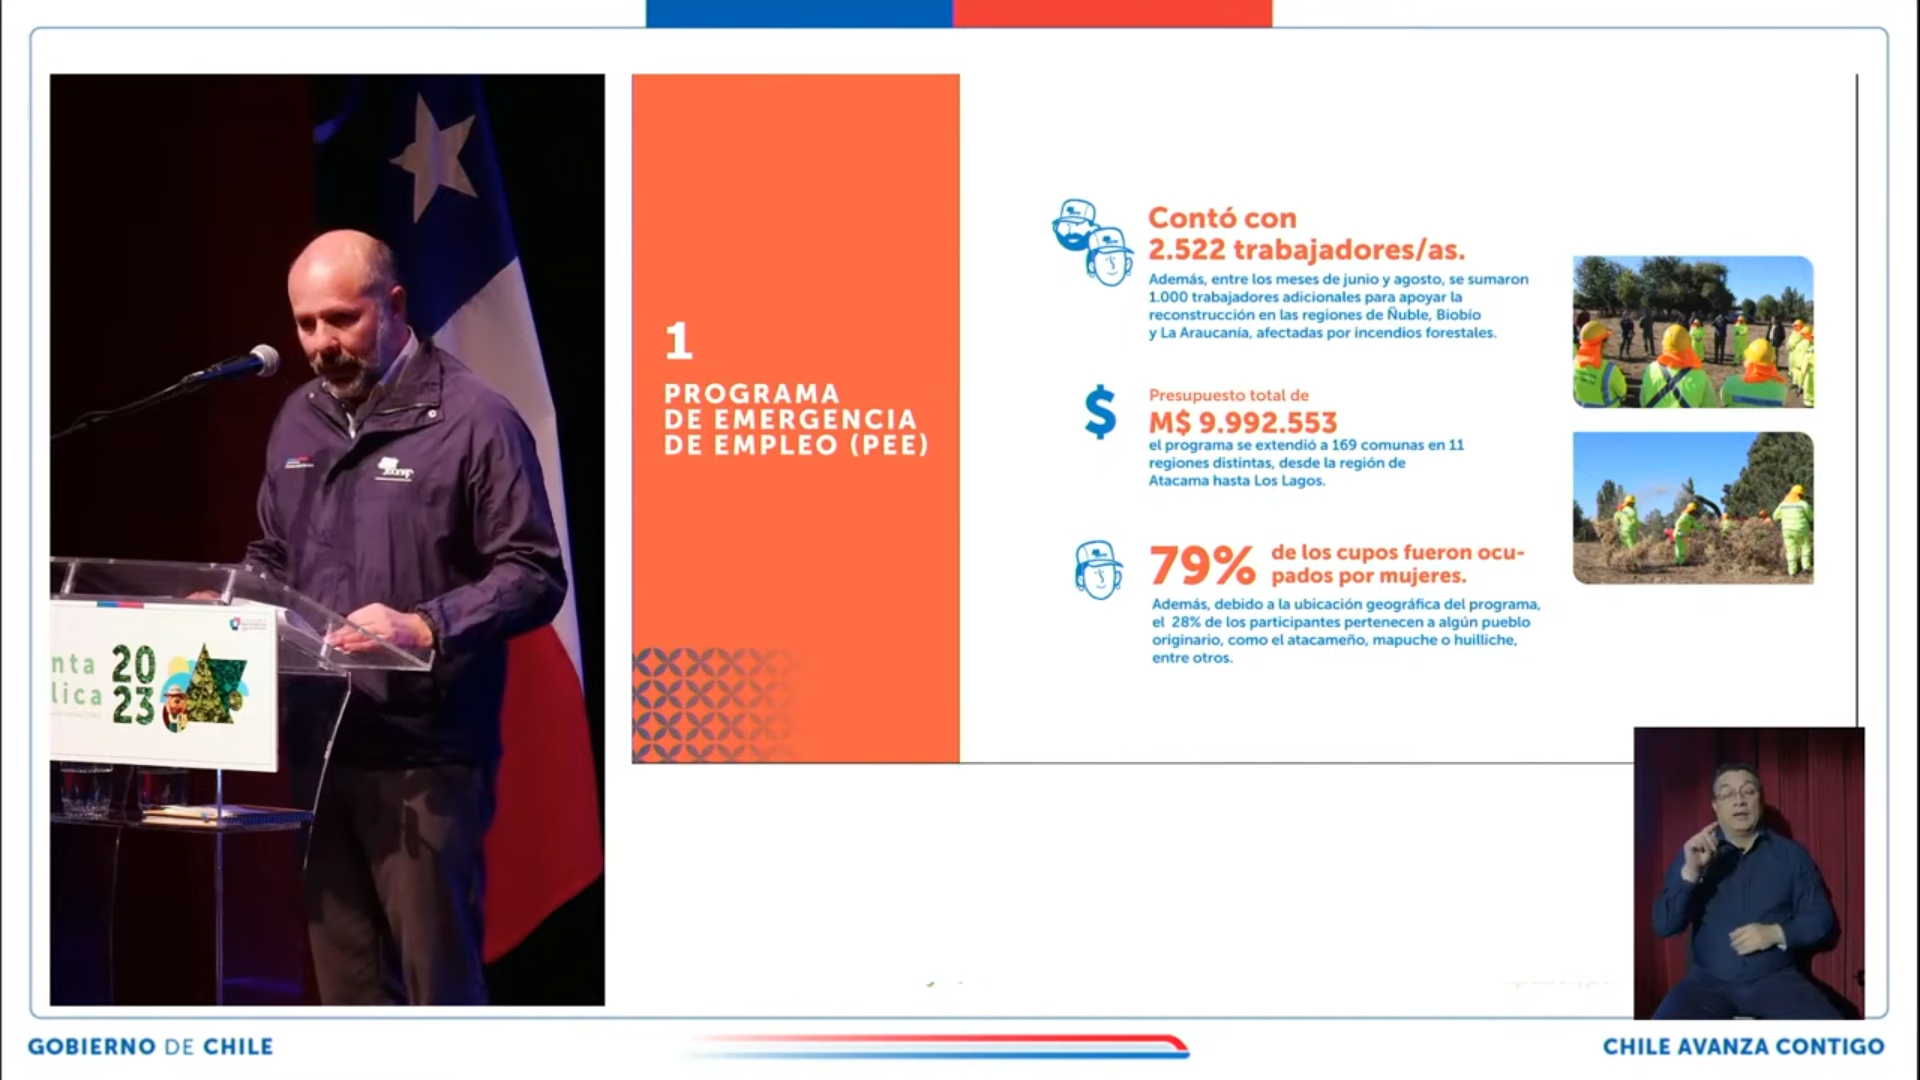 1
PROGRAMA
DE EMERGENCIA
DE EMPLEO (PEE)
Contó con
2.522 trabajadores/as.
Además, entre los meses de junio y agosto, se sumaron
1.000 trabajadores adicionales para apoyar la
reconstrucción en las regiones de Ñuble, Biobío
y La Araucanía, afectadas por incendios forestales.
$
Presupuesto total de
M$ 9.992.553
el programa se extendió a 169 comunas en 11
regiones distintas, desde la región de
Atacama hasta Los Lagos.
79% de los cupos fueron ocu-
pados por mujeres.
Además, debido a la ubicación geográfica del programa,
el 28% de los participantes pertenecen a algún pueblo
originario, como el atacameño, mapuche o huilliche,
entre otros.
nta
lica
20
23
GOBIERNO DE CHILE
CHILE AVANZA CONTIGO